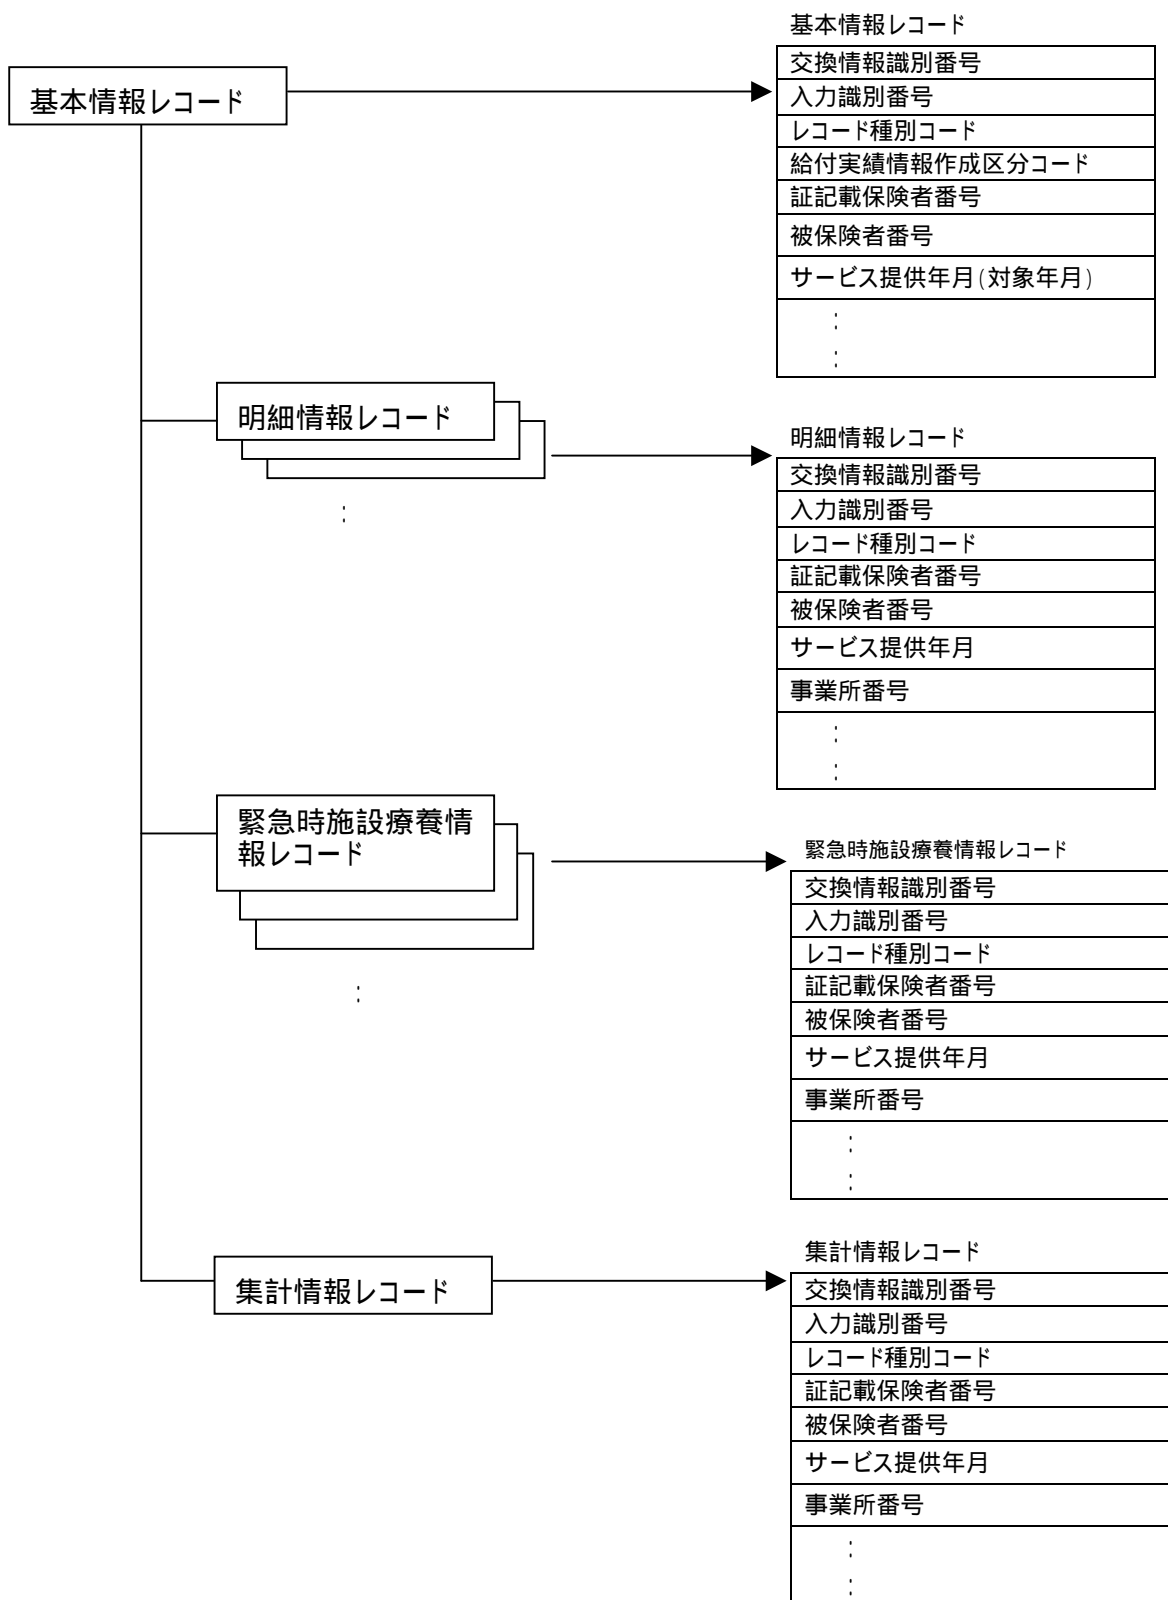 基本情報レコード
基本情報レコード
交換情報識別番号
入力識別番号
レコード種別コード
給付実績情報作成区分コード
証記載保険者番号
被保険者番号
サービス提供年月(対象年月)
:
:
明細情報レコード
:
明細情報レコード
交換情報識別番号
入力識別番号
レコード種別コード
証記載保険者番号
被保険者番号
サービス提供年月
事業所番号
:
:
緊急時施設療養情
報レコード
:
緊急時施設療養情報レコード
交換情報識別番号
入力識別番号
レコード種別コード
証記載保険者番号
被保険者番号
サービス提供年月
事業所番号
:
:
集計情報レコード
集計情報レコード
交換情報識別番号
入力識別番号
レコード種別コード
証記載保険者番号
被保険者番号
サービス提供年月
事業所番号
:
: